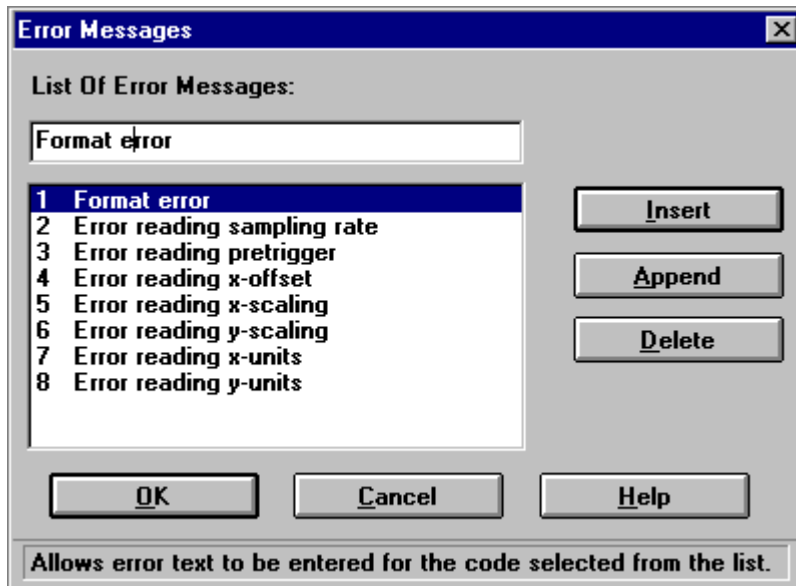 Error Messages
List Of Error Messages:
Format error
1 Format error
2 Error reading sampling rate
3 Error reading pretrigger
4 Error reading x-offset
5 Error reading x-scaling
6 Error reading y-scaling
7 Error reading x-units
8 Error reading y-units
Insert
Append
Delete
OK
Cancel
Help
Allows error text to be entered for the code selected from the list.